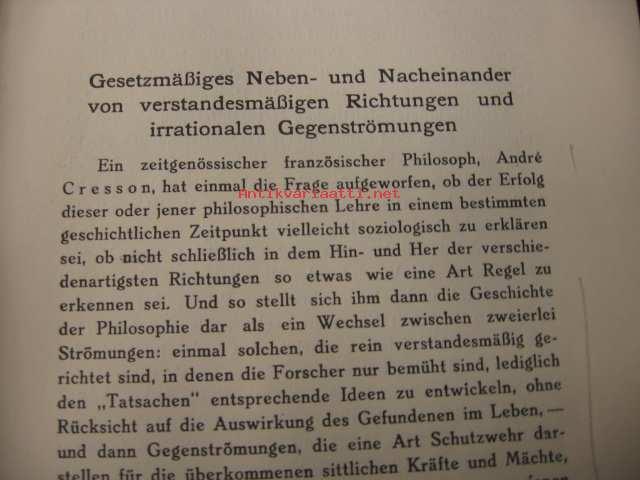 Gesetzmäßiges Neben- und Nacheinander
von verstandesmäßigen Richtungen und
irrationalen Gegenströmungen
Ein zeitgenössischer französischer Philosoph, André
Cresson, hat einmal die Frage aufgeworfen, ob der Erfolg
Antikvariaatti.net
dieser oder jener philosophischen Lehre in einem bestimmten
geschichtlichen Zeitpunkt vielleicht soziologisch zu erklären
sei, ob nicht schließlich in dem Hin- und Her der verschie-
denartigsten Richtungen so etwas wie eine Art Regel zu
erkennen sei. Und so stellt sich ihm dann die Geschichte
der Philosophie dar als ein Wechsel zwischen zweierlei
Strömungen: einmal solchen, die rein verstandesmäßig ge-
richtet sind, in denen die Forscher nur bemüht sind, lediglich
den „Tatsachen" entsprechende Ideen zu entwickeln, ohne
Rücksicht auf die Auswirkung des Gefundenen im Leben, —
und dann Gegenströmungen, die eine Art Schutzwehr dar-
stellen für die überkommenen sittlichen Kräfte und Mächte,